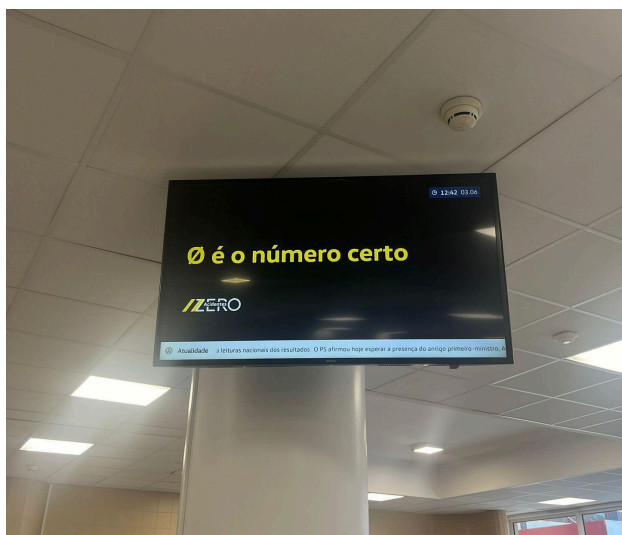 12:42 03.06
Ø é o número certo
Acidentes
ZERO
Atualidade leituras nacionais dos resultados O PS afirmou hoje esperar a presença do antigo primeiro-ministro, A